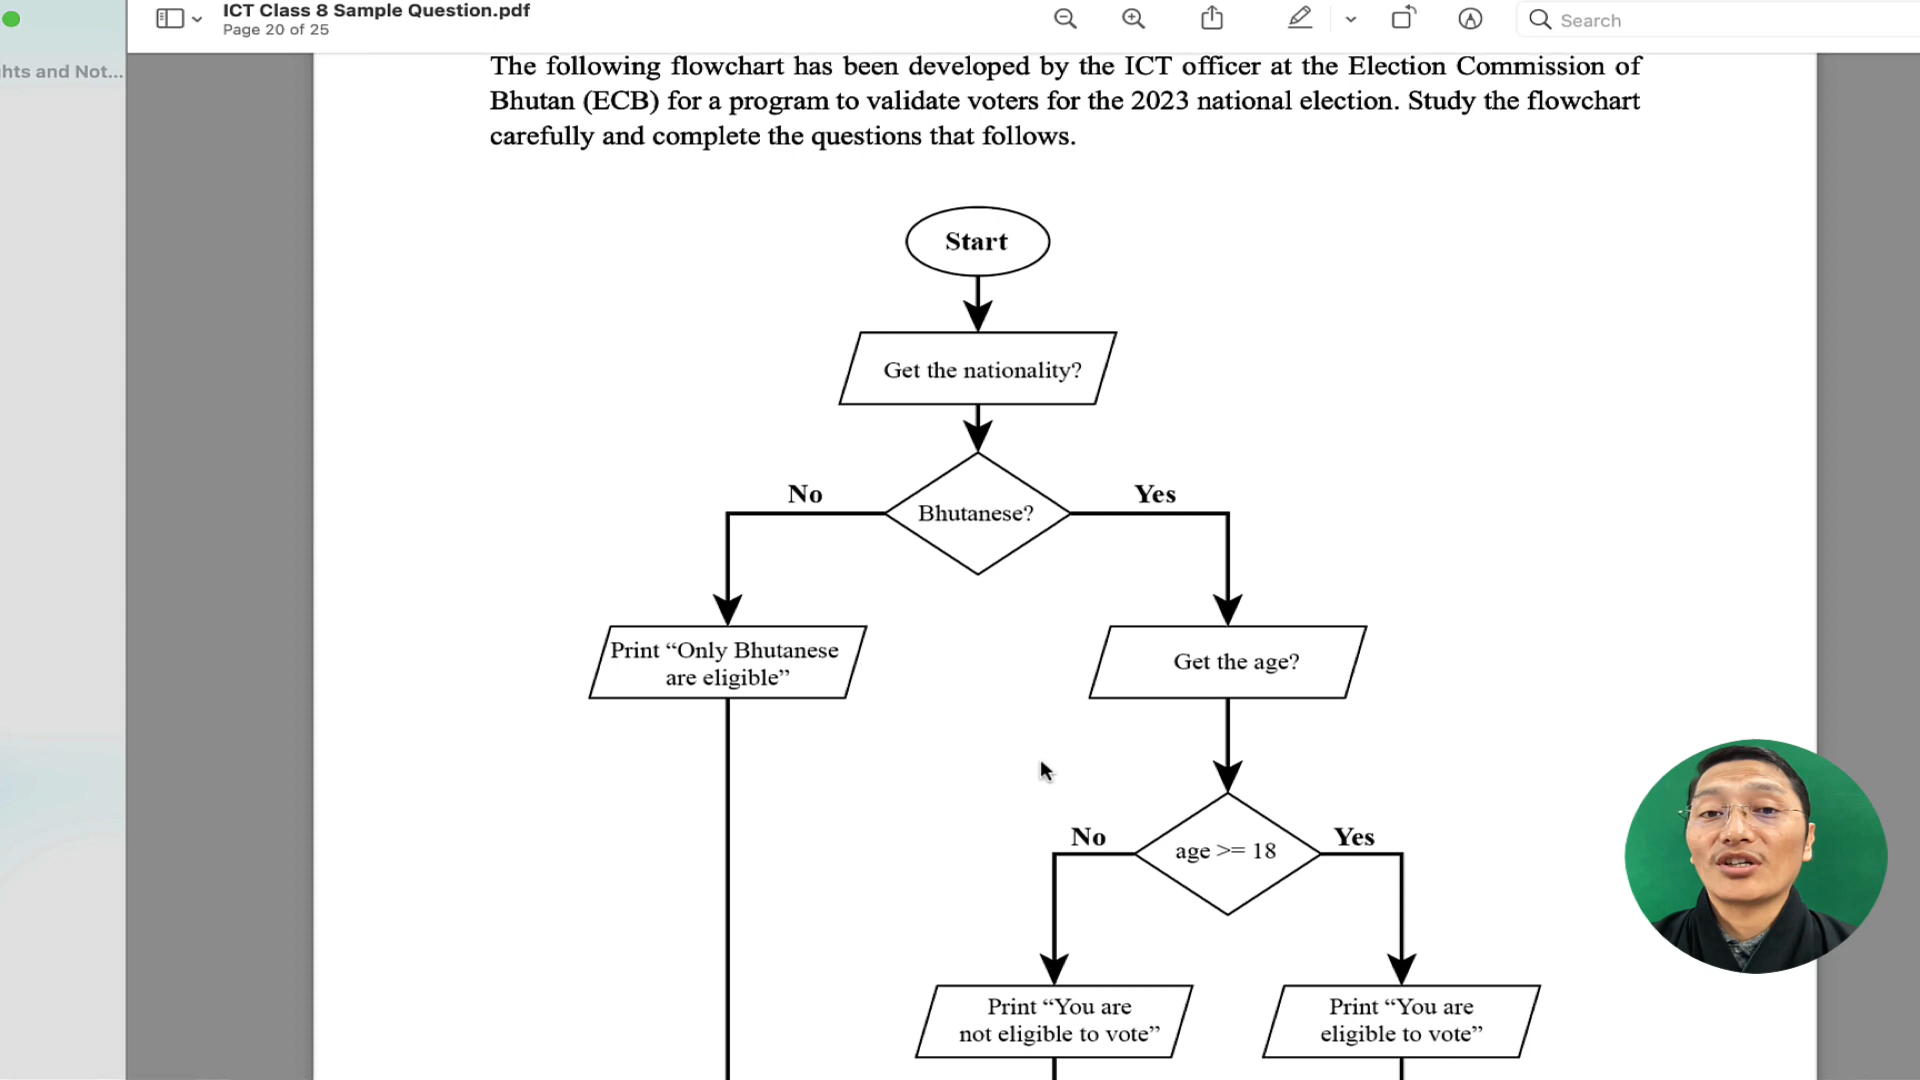 ICT Class 8 Sample Question.pdf
Page 20 of 25
Search
hts and Not...
The following flowchart has been developed by the ICT officer at the Election Commission of
Bhutan (ECB) for a program to validate voters for the 2023 national election. Study the flowchart
carefully and complete the questions that follows.
Start
Get the nationality?
No
Yes
Bhutanese?
Print “Only Bhutanese
are eligible”
Get the age?
No
Yes
age >= 18
Print “You are
not eligible to vote”
Print “You are
eligible to vote”